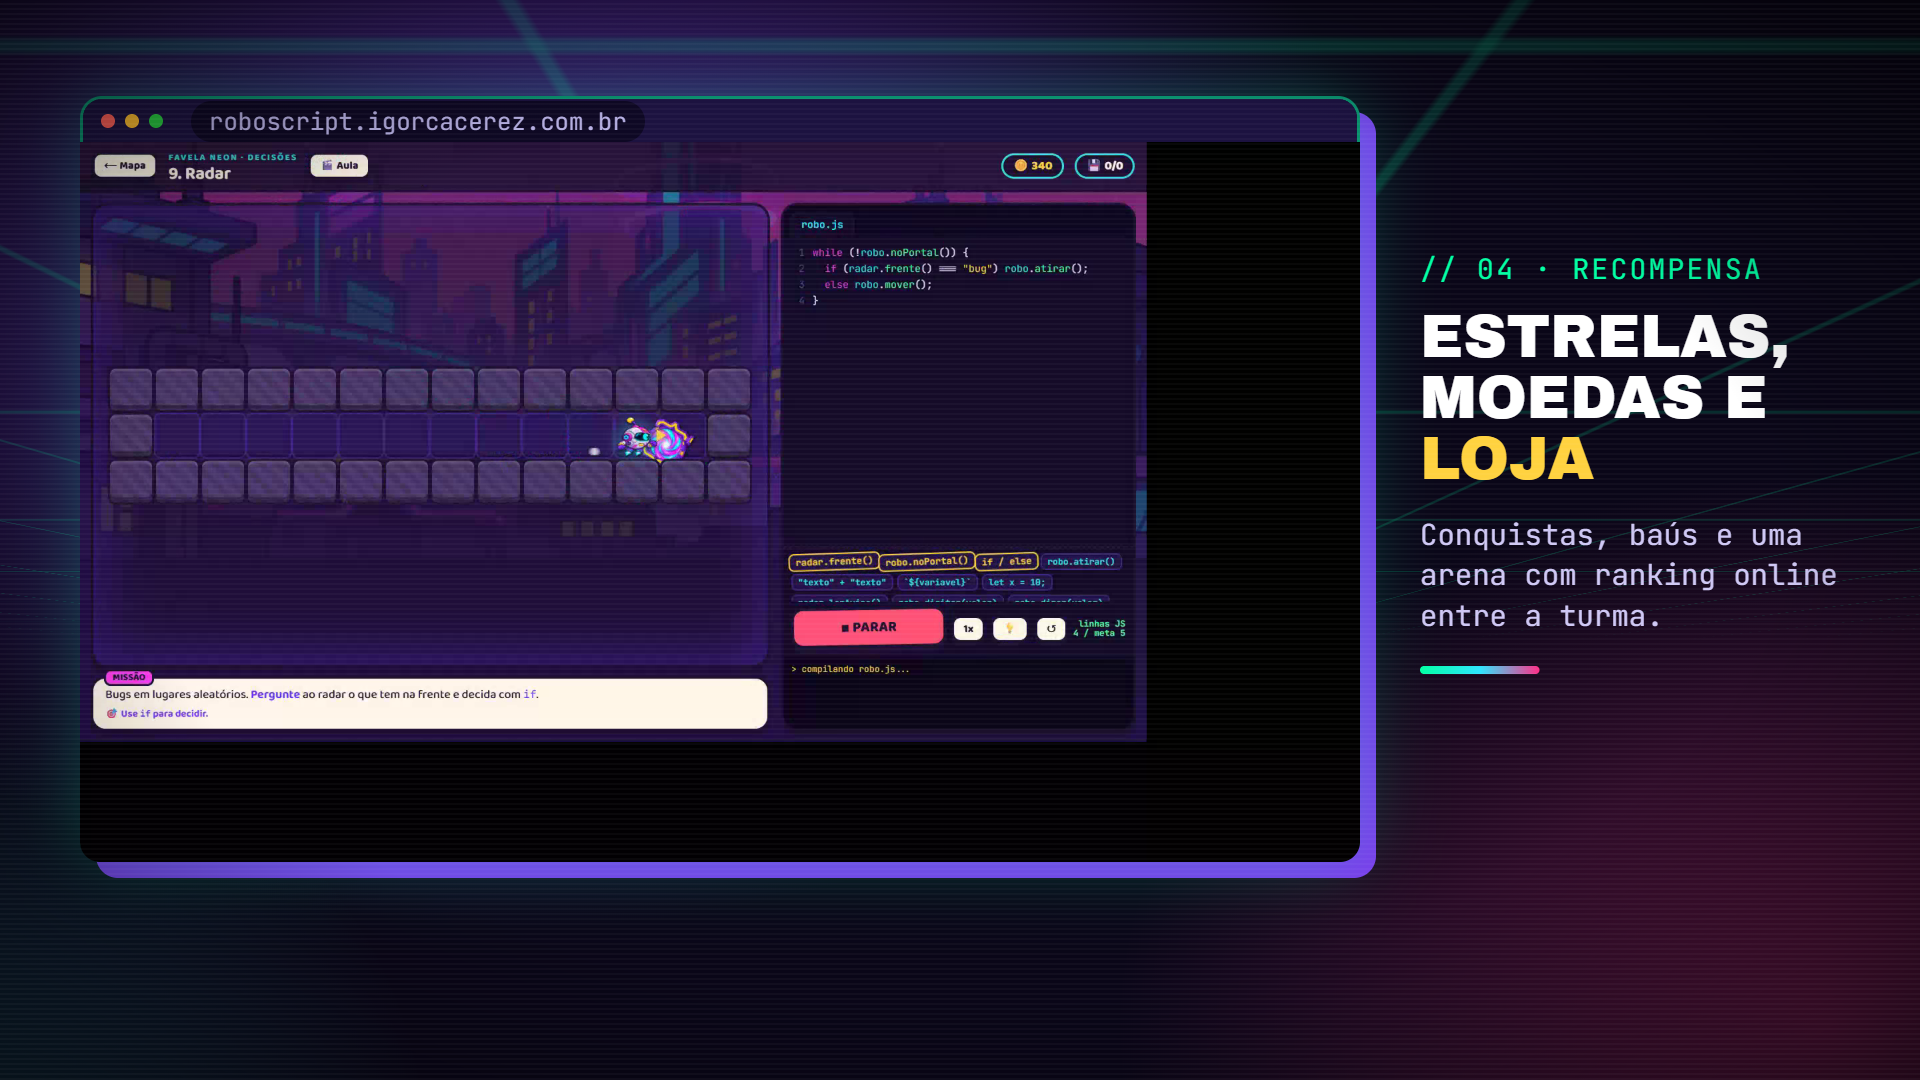 roboscript.igorcacerez.com.br
← Mapa
FAVELA NEON · DECISÕES
9. Radar
Aula
340
0/0
robo.js
1 while (!robo.noPortal()) {
2 if (radar.frente() === "bug") robo.atirar();
3 else robo.mover();
4 }
radar.frente() robo.noPortal() if / else robo.atirar()
"texto" + "texto" `${variavel}` let x = 10;
■ PARAR
1x
↺
linhas JS
4 / meta 5
> compilando robo.js...
MISSÃO
Bugs em lugares aleatórios. Pergunte ao radar o que tem na frente e decida com if.
Use if para decidir.
// 04 · RECOMPENSA
ESTRELAS,
MOEDAS E
LOJA
Conquistas, baús e uma
arena com ranking online
entre a turma.